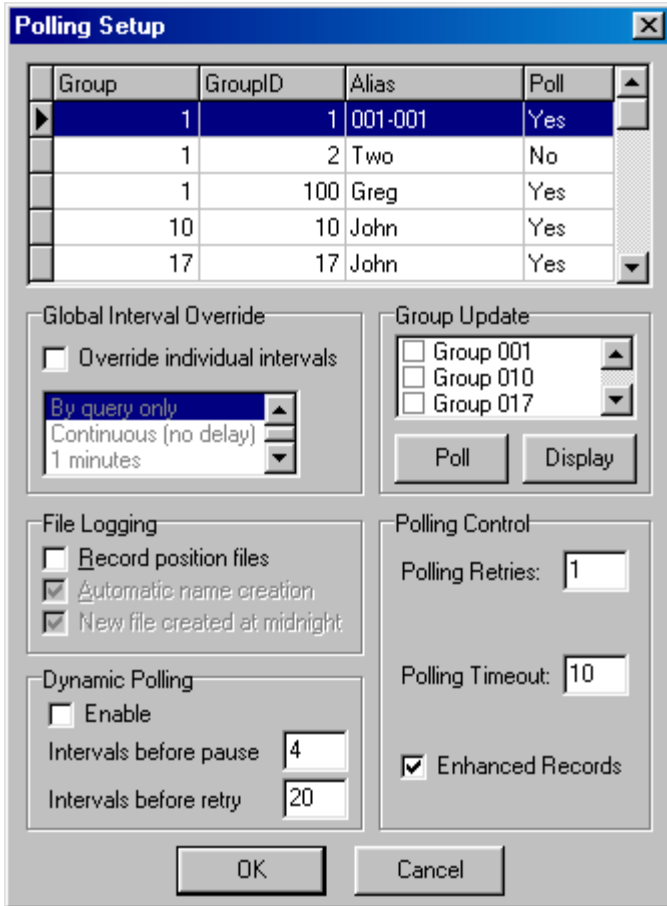 Polling Setup
Group GroupID Alias Poll
1 1 001-001 Yes
1 2 Two No
1 100 Greg Yes
10 10 John Yes
17 17 John Yes
Global Interval Override
Override individual intervals
By query only
Continuous (no delay)
1 minutes
Group Update
Group 001
Group 010
Group 017
Poll Display
File Logging
Record position files
Automatic name creation
New file created at midnight
Polling Control
Polling Retries: 1
Polling Timeout: 10
Enhanced Records
Dynamic Polling
Enable
Intervals before pause 4
Intervals before retry 20
OK Cancel